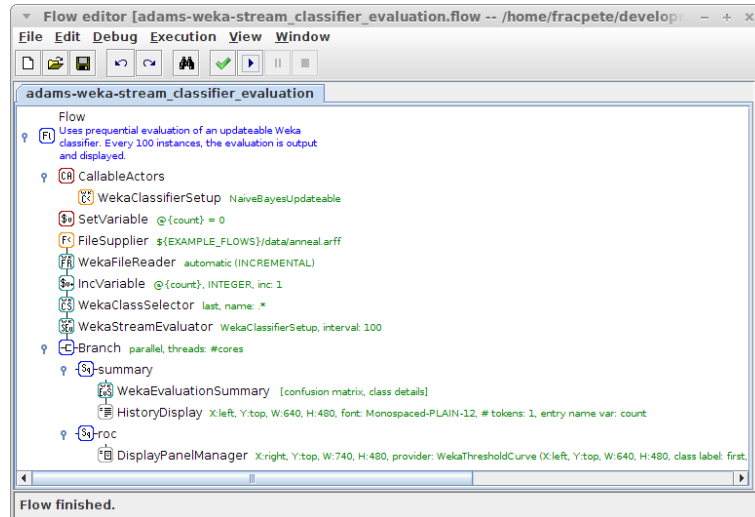 Flow editor [adams-weka-stream_classifier_evaluation.flow -- /home/fracpete/develop
File Edit Debug Execution View Window
adams-weka-stream_classifier_evaluation
Flow
Uses prequential evaluation of an updateable Weka
classifier. Every 100 instances, the evaluation is output
and displayed.
CallableActors
WekaClassifierSetup NaiveBayesUpdateable
SetVariable @{count} = 0
FileSupplier ${EXAMPLE_FLOWS}/data/anneal.arff
WekaFileReader automatic (INCREMENTAL)
IncVariable @{count}, INTEGER, inc: 1
WekaClassSelector last, name: .*
WekaStreamEvaluator WekaClassifierSetup, interval: 100
Branch parallel, threads: #cores
summary
WekaEvaluationSummary [confusion matrix, class details]
HistoryDisplay X:left, Y:top, W:640, H:480, font: Monospaced-PLAIN-12, # tokens: 1, entry name var: count
roc
DisplayPanelManager X:right, Y:top, W:740, H:480, provider: WekaThresholdCurve (X:left, Y:top, W:640, H:480, class label: first,
Flow finished.